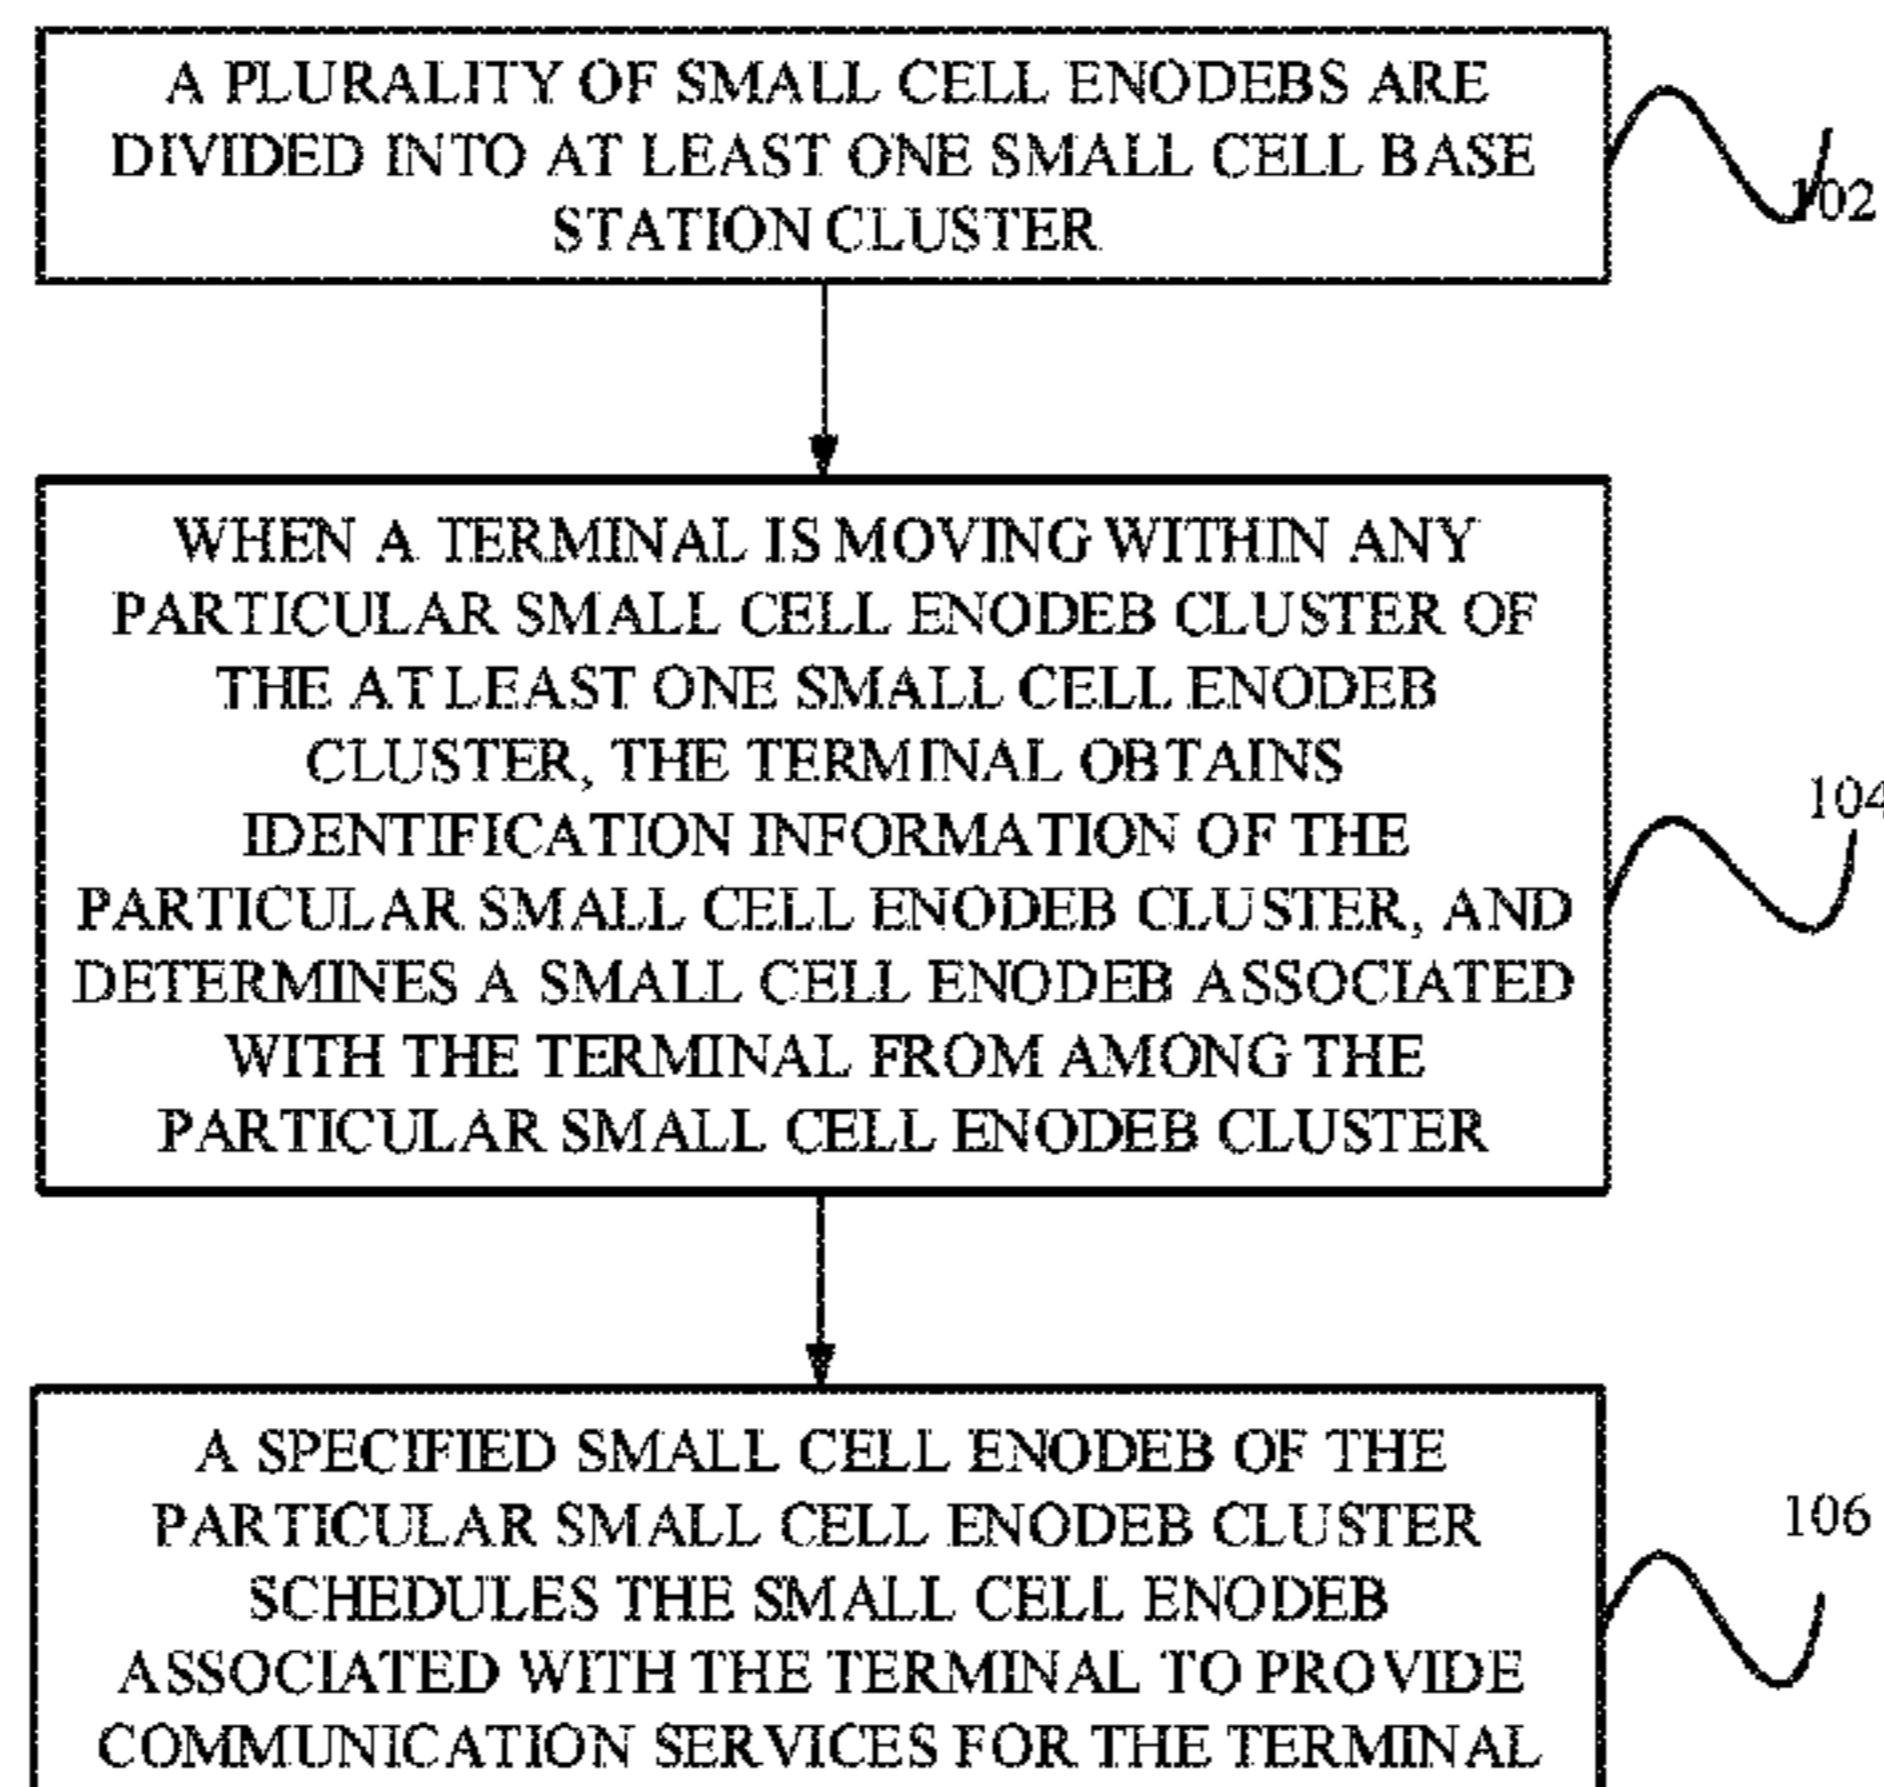 A PLURALITY OF SMALL CELL ENODEBS ARE
DIVIDED INTO AT LEAST ONE SMALL CELL BASE
STATION CLUSTER
102
WHEN A TERMINAL IS MOVING WITHIN ANY
PARTICULAR SMALL CELL ENODEB CLUSTER OF
THE AT LEAST ONE SMALL CELL ENODEB
CLUSTER, THE TERMINAL OBTAINS
IDENTIFICATION INFORMATION OF THE
PARTICULAR SMALL CELL ENODEB CLUSTER, AND
DETERMINES A SMALL CELL ENODEB ASSOCIATED
WITH THE TERMINAL FROM AMONG THE
PARTICULAR SMALL CELL ENODEB CLUSTER
104
A SPECIFIED SMALL CELL ENODEB OF THE
PARTICULAR SMALL CELL ENODEB CLUSTER
SCHEDULES THE SMALL CELL ENODEB
ASSOCIATED WITH THE TERMINAL TO PROVIDE
COMMUNICATION SERVICES FOR THE TERMINAL
106